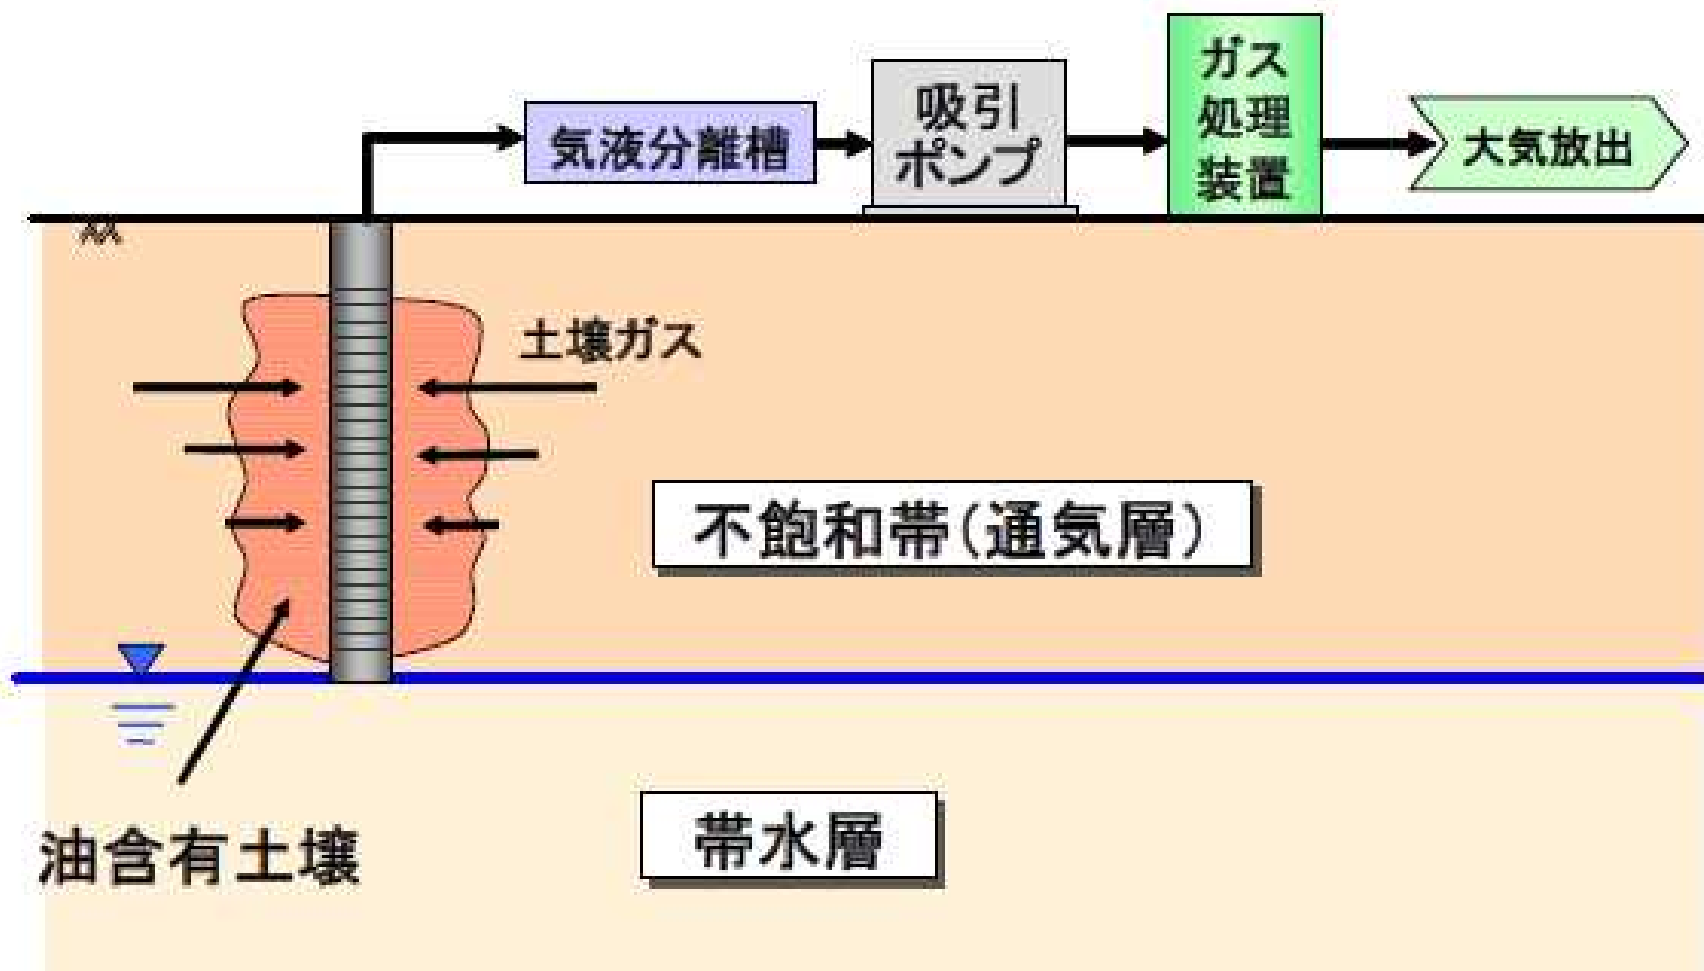 気液分離槽
吸引
ポンプ
ガス
処理
装置
大気放出
土壌ガス
不飽和帯(通気層)
帯水層
油含有土壌